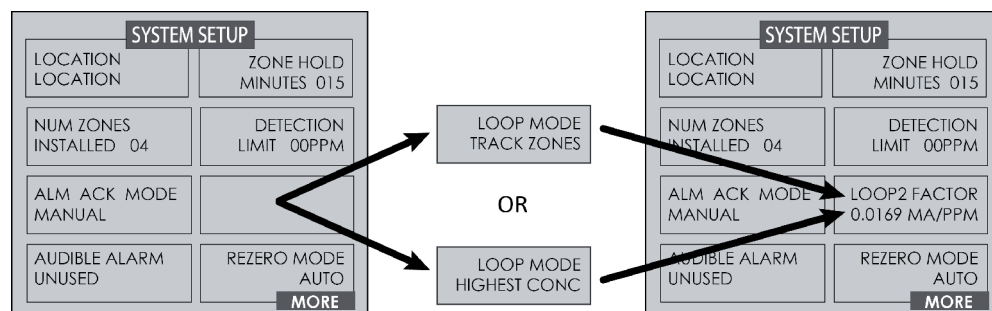 SYSTEM SETUP
LOCATION
LOCATION
ZONE HOLD
MINUTES 015
NUM ZONES
INSTALLED 04
DETECTION
LIMIT 00PPM
ALM ACK MODE
MANUAL
AUDIBLE ALARM
UNUSED
REZERO MODE
AUTO
MORE
LOOP MODE
TRACK ZONES
OR
LOOP MODE
HIGHEST CONC
SYSTEM SETUP
LOCATION
LOCATION
ZONE HOLD
MINUTES 015
NUM ZONES
INSTALLED 04
DETECTION
LIMIT 00PPM
ALM ACK MODE
MANUAL
LOOP2 FACTOR
0.0169 MA/PPM
AUDIBLE ALARM
UNUSED
REZERO MODE
AUTO
MORE